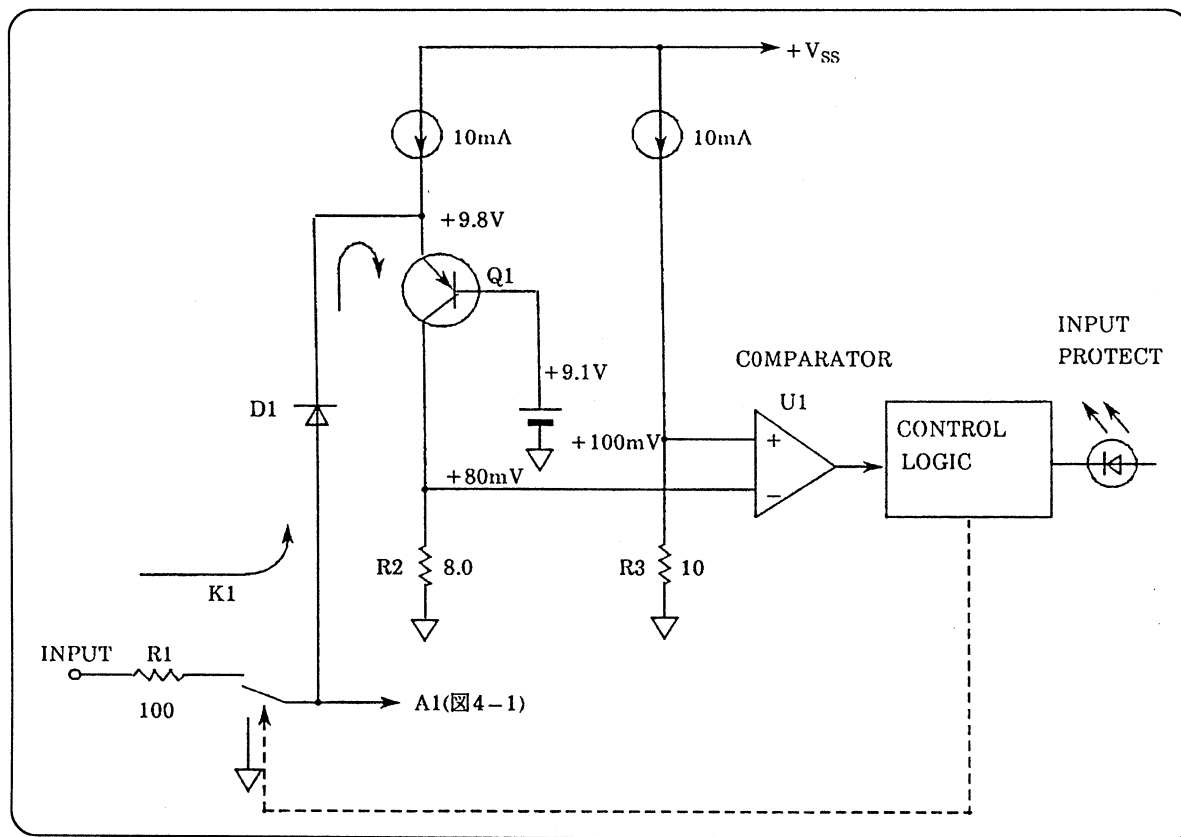 +VSS
10mA
10mA
+9.8V
Q1
+9.1V
D1
COMPARATOR
U1
INPUT
PROTECT
+100mV
+
−
CONTROL
LOGIC
+80mV
R2
8.0
R3
10
K1
INPUT
R1
100
A1(図4−1)